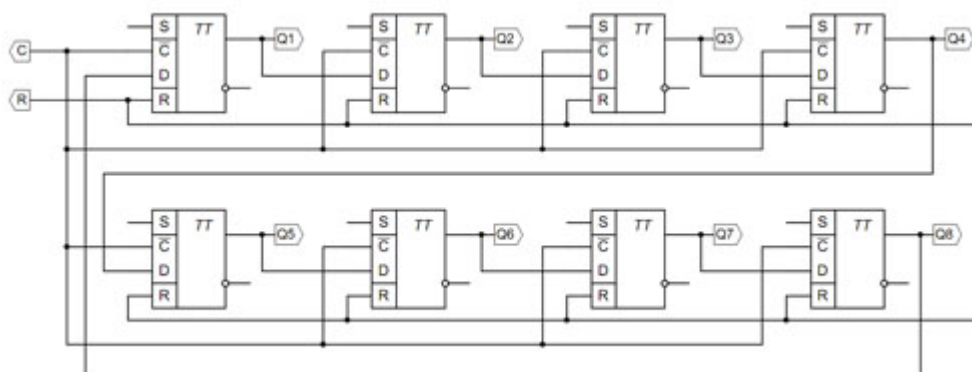 S TT Q1 S TT Q2 S TT Q3 S TT Q4
C C C C C
D D D D
R R R R R
S TT Q5 S TT Q6 S TT Q7 S TT Q8
C C C C
D D D D
R R R R